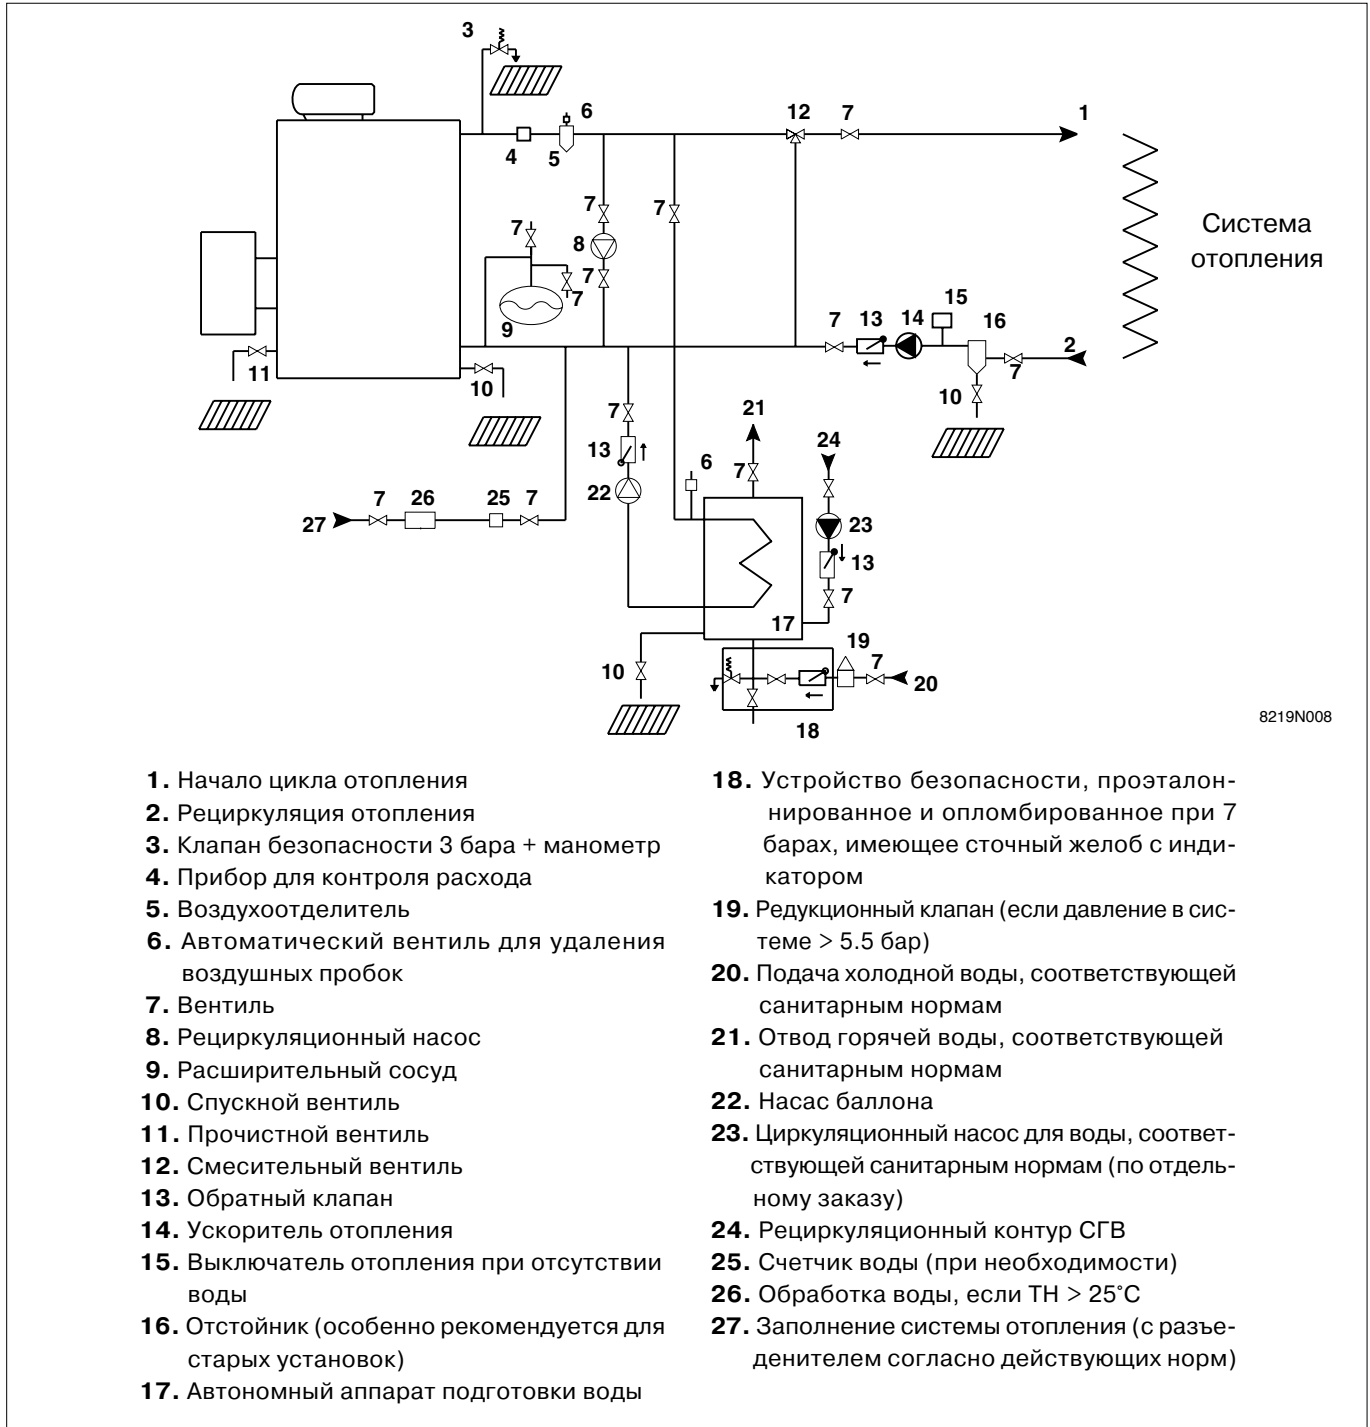 3
6
12
7
1
4
5
7
7
7
8
7
7
9
Система
отопления
15
7
13
14
16
2
7
11
10
10
7
21
24
13
6
7
7
26
25
7
22
27
23
13
7
17
19
7
10
20
18
8219N008
1. Начало цикла отопления
2. Рециркуляция отопления
3. Клапан безопасности 3 бара + манометр
4. Прибор для контроля расхода
5. Воздухоотделитель
6. Автоматический вентиль для удаления
воздушных пробок
7. Вентиль
8. Рециркуляционный насос
9. Расширительный сосуд
10. Спускной вентиль
11. Прочистной вентиль
12. Смесительный вентиль
13. Обратный клапан
14. Ускоритель отопления
15. Выключатель отопления при отсутствии
воды
16. Отстойник (особенно рекомендуется для
старых установок)
17. Автономный аппарат подготовки воды
18. Устройство безопасности, проэталон-
нированное и опломбированное при 7
барах, имеющее сточный желоб с инди-
катором
19. Редукционный клапан (если давление в сис-
теме > 5.5 бар)
20. Подача холодной воды, соответствующей
санитарным нормам
21. Отвод горячей воды, соответствующей
санитарным нормам
22. Насас баллона
23. Циркуляционный насос для воды, соответ-
ствующей санитарным нормам (по отдель-
ному заказу)
24. Рециркуляционный контур СГВ
25. Счетчик воды (при необходимости)
26. Обработка воды, если TH > 25°C
27. Заполнение системы отопления (с разъе-
денителем согласно действующих норм)